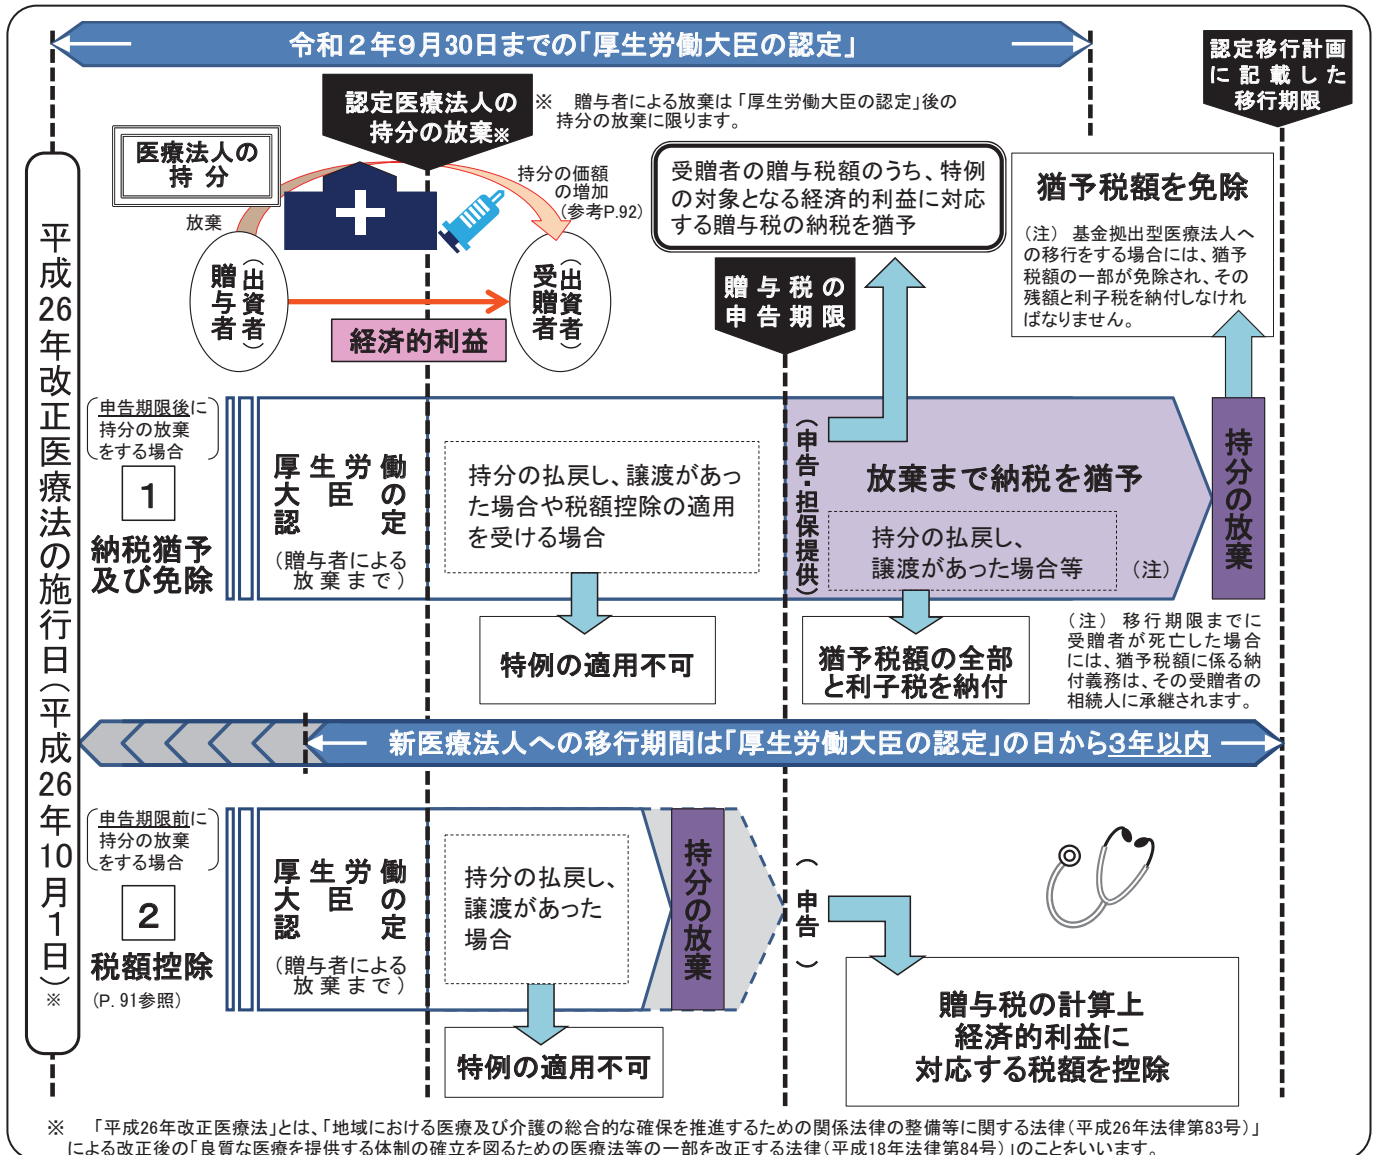 令和２年９月30日までの「厚生労働大臣の認定」
認定移行計画
に記載した
移行期限
認定医療法人の
持分の放棄※
※　贈与者による放棄は「厚生労働大臣の認定」後の
持分の放棄に限ります。
医療法人の
持　分
放棄
持分の価額
の増加
（参考P.92）
贈与者
（出資者）
受贈者
（出資者）
経済的利益
受贈者の贈与税額のうち、特例
の対象となる経済的利益に対応
する贈与税の納税を猶予
贈与税の
申告期限
猶予税額を免除
（注）　基金拠出型医療法人へ
の移行をする場合には、猶予
税額の一部が免除され、その
残額と利子税を納付しなけれ
ばなりません。
平成26年改正医療法の施行日（平成26年10月1日）※
申告期限後に
持分の放棄
をする場合
1
納税猶予
及び免除
厚生労働
大臣の
認定
（贈与者による
放棄まで）
持分の払戻し、譲渡があっ
た場合や税額控除の適用
を受ける場合
特例の適用不可
（申告・担保提供）
放棄まで納税を猶予
持分の払戻し、
譲渡があった場合等
（注）
持分の放棄
猶予税額の全部
と利子税を納付
（注）　移行期限までに
受贈者が死亡した場合
には、猶予税額に係る納
付義務は、その受贈者の
相続人に承継されます。
新医療法人への移行期間は「厚生労働大臣の認定」の日から3年以内
申告期限前に
持分の放棄
をする場合
2
税額控除
（P.91参照）
厚生労働
大臣の
認定
（贈与者による
放棄まで）
持分の払戻し、
譲渡があった
場合
特例の適用不可
持分の放棄
（申告）
贈与税の計算上
経済的利益に
対応する税額を控除
※　「平成26年改正医療法」とは、「地域における医療及び介護の総合的な確保を推進するための関係法律の整備等に関する法律（平成26年法律第83号）」
による改正後の「良質な医療を提供する体制の確立を図るための医療法等の一部を改正する法律（平成18年法律第84号）」のことをいいます。